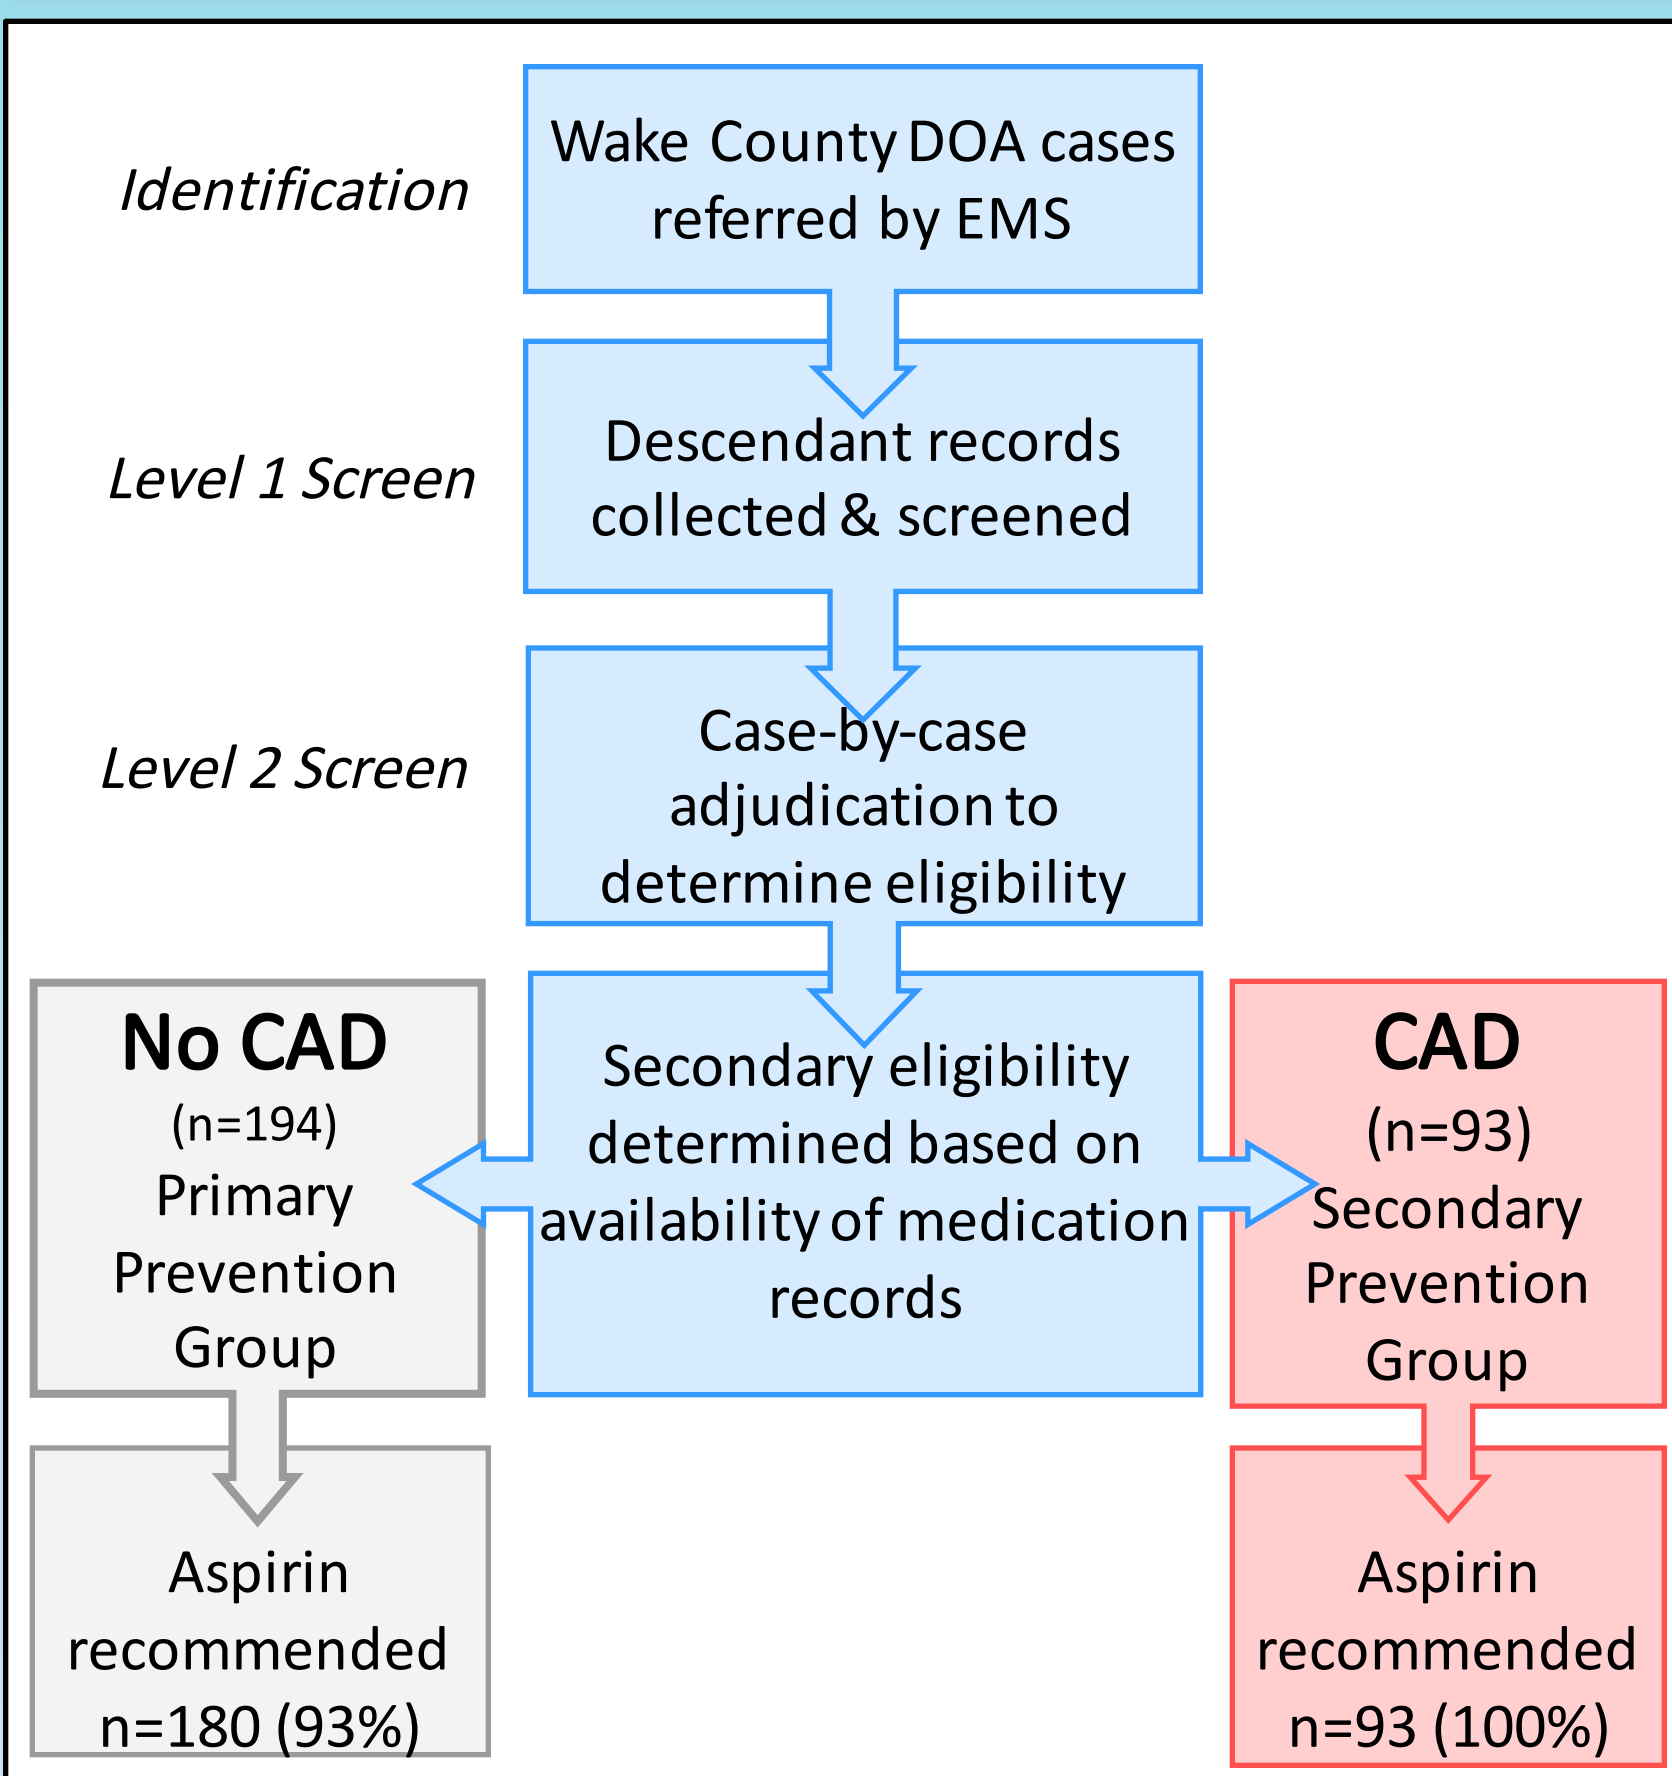 Identification
Wake County DOA cases
referred by EMS
Level 1 Screen
Descendant records
collected & screened
Level 2 Screen
Case-by-case
adjudication to
determine eligibility
No CAD
(n=194)
Primary
Prevention
Group
Secondary eligibility
determined based on
availability of medication
records
CAD
(n=93)
Secondary
Prevention
Group
Aspirin
recommended
n=180 (93%)
Aspirin
recommended
n=93 (100%)